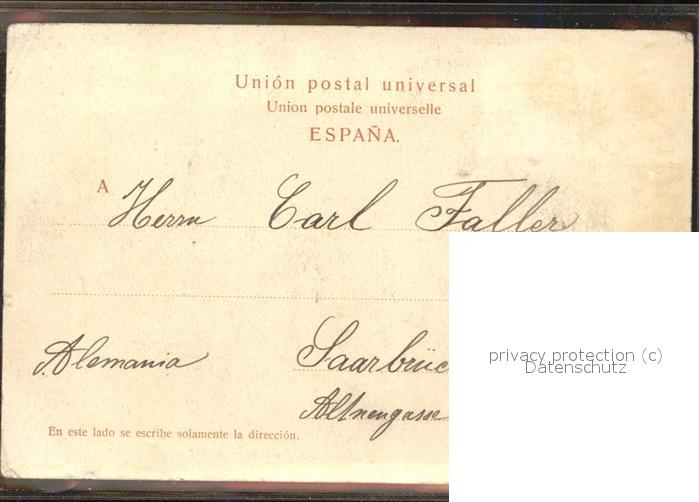 Unión postal universal
Union postale universelle
ESPAÑA.
A Herrn Carl Faller
Alemania Saarbrüc
privacy protection (c)
Datenschutz
En este lado se escribe solamente la dirección.